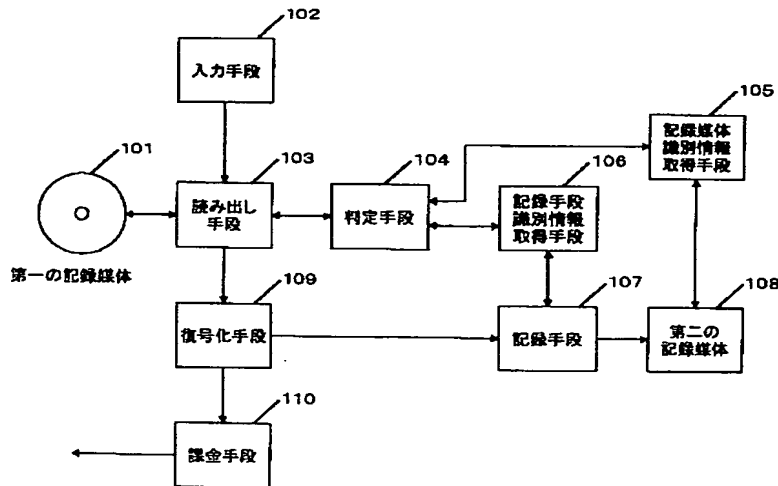 102
入力手段
101
第一の記録媒体
103
読み出し
手段
104
判定手段
105
記録媒体
識別情報
取得手段
106
記録手段
識別情報
取得手段
109
復号化手段
107
記録手段
108
第二の
記録媒体
110
課金手段